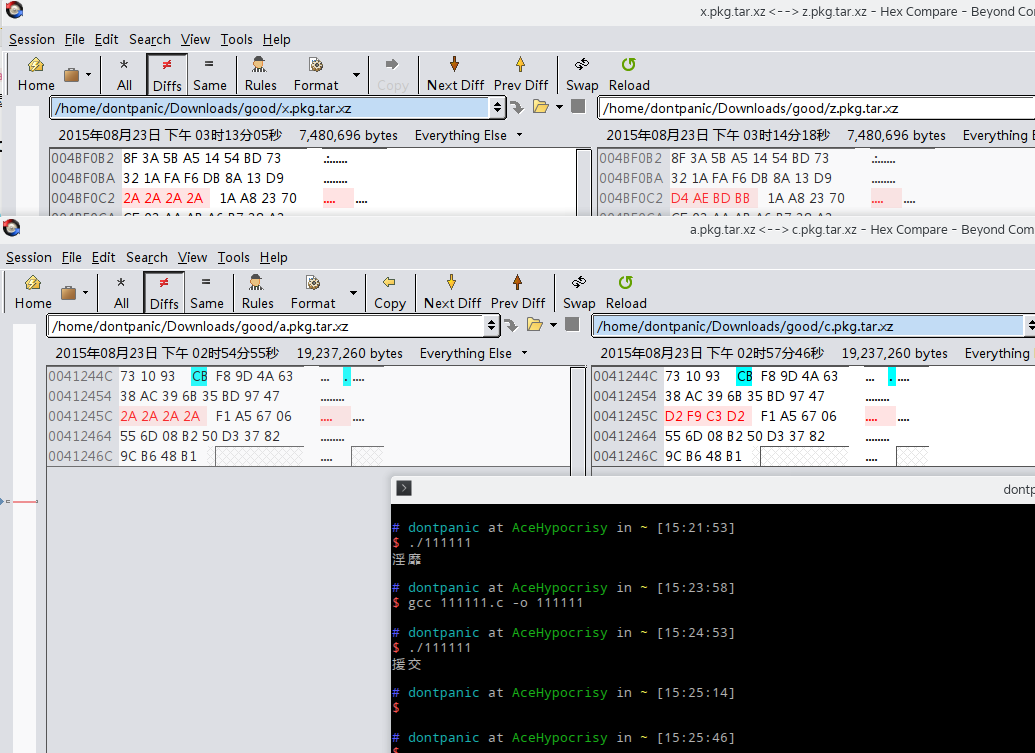 x.pkg.tar.xz <--> z.pkg.tar.xz - Hex Compare - Beyond Co
Session File Edit Search View Tools Help
* ≠ =
Home All Diffs Same Rules Format Copy Next Diff Prev Diff Swap Reload
/home/dontpanic/Downloads/good/x.pkg.tar.xz /home/dontpanic/Downloads/good/z.pkg.tar.xz
2015年08月23日 下午 03时13分05秒 7,480,696 bytes Everything Else 2015年08月23日 下午 03时14分18秒 7,480,696 bytes Everything
004BF0B2 8F 3A 5B A5 14 54 BD 73 .:...... 004BF0B2 8F 3A 5B A5 14 54 BD 73 .:......
004BF0BA 32 1A FA F6 DB 8A 13 D9 ........ 004BF0BA 32 1A FA F6 DB 8A 13 D9 ........
004BF0C2 2A 2A 2A 2A 1A A8 23 70 .... .... 004BF0C2 D4 AE BD BB 1A A8 23 70 .... ....
a.pkg.tar.xz <--> c.pkg.tar.xz - Hex Compare - Beyond Com
Session File Edit Search View Tools Help
* ≠ =
Home All Diffs Same Rules Format Copy Next Diff Prev Diff Swap Reload
/home/dontpanic/Downloads/good/a.pkg.tar.xz /home/dontpanic/Downloads/good/c.pkg.tar.xz
2015年08月23日 下午 02时54分55秒 19,237,260 bytes Everything Else 2015年08月23日 下午 02时57分46秒 19,237,260 bytes Everything
0041244C 73 10 93 CB F8 9D 4A 63 ... . .... 0041244C 73 10 93 CB F8 9D 4A 63 ... . ....
00412454 38 AC 39 6B 35 BD 97 47 ........ 00412454 38 AC 39 6B 35 BD 97 47 ........
0041245C 2A 2A 2A 2A F1 A5 67 06 .... .... 0041245C D2 F9 C3 D2 F1 A5 67 06 .... ....
00412464 55 6D 08 B2 50 D3 37 82 ........ 00412464 55 6D 08 B2 50 D3 37 82 ........
0041246C 9C B6 48 B1 .... 0041246C 9C B6 48 B1 ....
dontp
# dontpanic at AceHypocrisy in ~ [15:21:53]
$ ./111111
淫靡
# dontpanic at AceHypocrisy in ~ [15:23:58]
$ gcc 111111.c -o 111111
# dontpanic at AceHypocrisy in ~ [15:24:53]
$ ./111111
援交
# dontpanic at AceHypocrisy in ~ [15:25:14]
$
# dontpanic at AceHypocrisy in ~ [15:25:46]
$